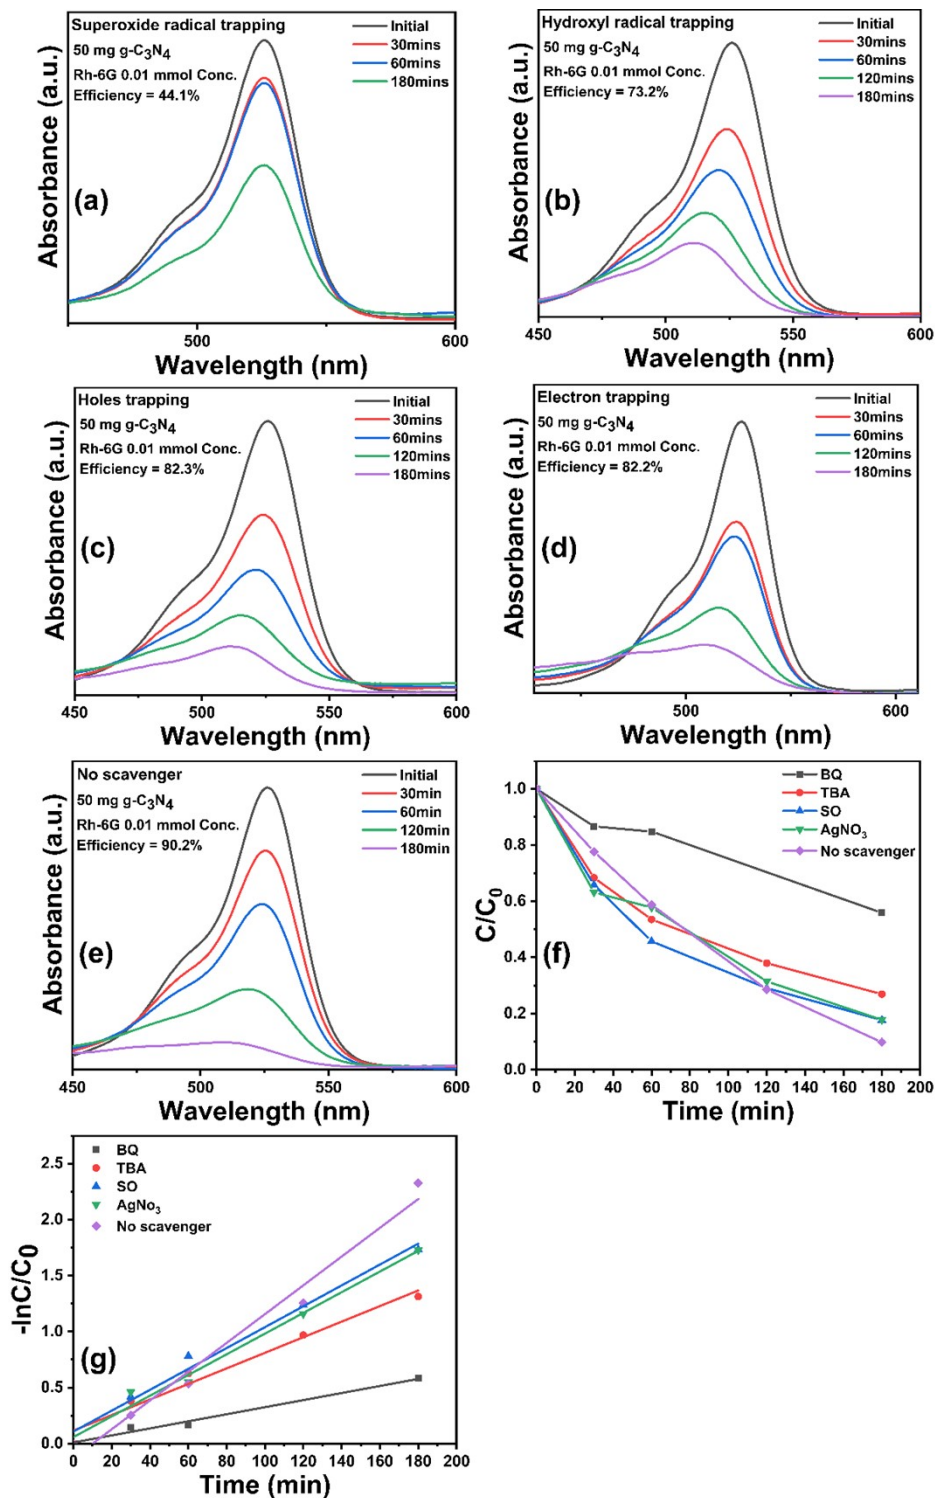 Superoxide radical trapping
50 mg g-C₃N₄
Rh-6G 0.01 mmol Conc.
Efficiency = 44.1%
Initial
30mins
60mins
180mins
(a)
Absorbance (a.u.)
500
600
Wavelength (nm)
Hydroxyl radical trapping
50 mg g-C₃N₄
Rh-6G 0.01 mmol Conc.
Efficiency = 73.2%
Initial
30mins
60mins
120mins
180mins
(b)
Absorbance (a.u.)
450
500
550
600
Wavelength (nm)
Holes trapping
50 mg g-C₃N₄
Rh-6G 0.01 mmol Conc.
Efficiency = 82.3%
Initial
30mins
60mins
120mins
180mins
(c)
Absorbance (a.u.)
450
500
550
600
Wavelength (nm)
Electron trapping
50 mg g-C₃N₄
Rh-6G 0.01 mmol Conc.
Efficiency = 82.2%
Initial
30mins
60mins
120mins
180mins
(d)
Absorbance (a.u.)
500
600
Wavelength (nm)
No scavenger
50 mg g-C₃N₄
Rh-6G 0.01 mmol Conc.
Efficiency = 90.2%
Initial
30min
60min
120min
180min
(e)
Absorbance (a.u.)
450
500
550
600
Wavelength (nm)
BQ
TBA
SO
AgNO₃
No scavenger
(f)
C/C₀
1.0
0.8
0.6
0.4
0.2
0.0
0 20 40 60 80 100 120 140 160 180 200
Time (min)
BQ
TBA
SO
AgNo₃
No scavenger
(g)
-lnC/C₀
2.5
2.0
1.5
1.0
0.5
0.0
0 20 40 60 80 100 120 140 160 180 200
Time (min)